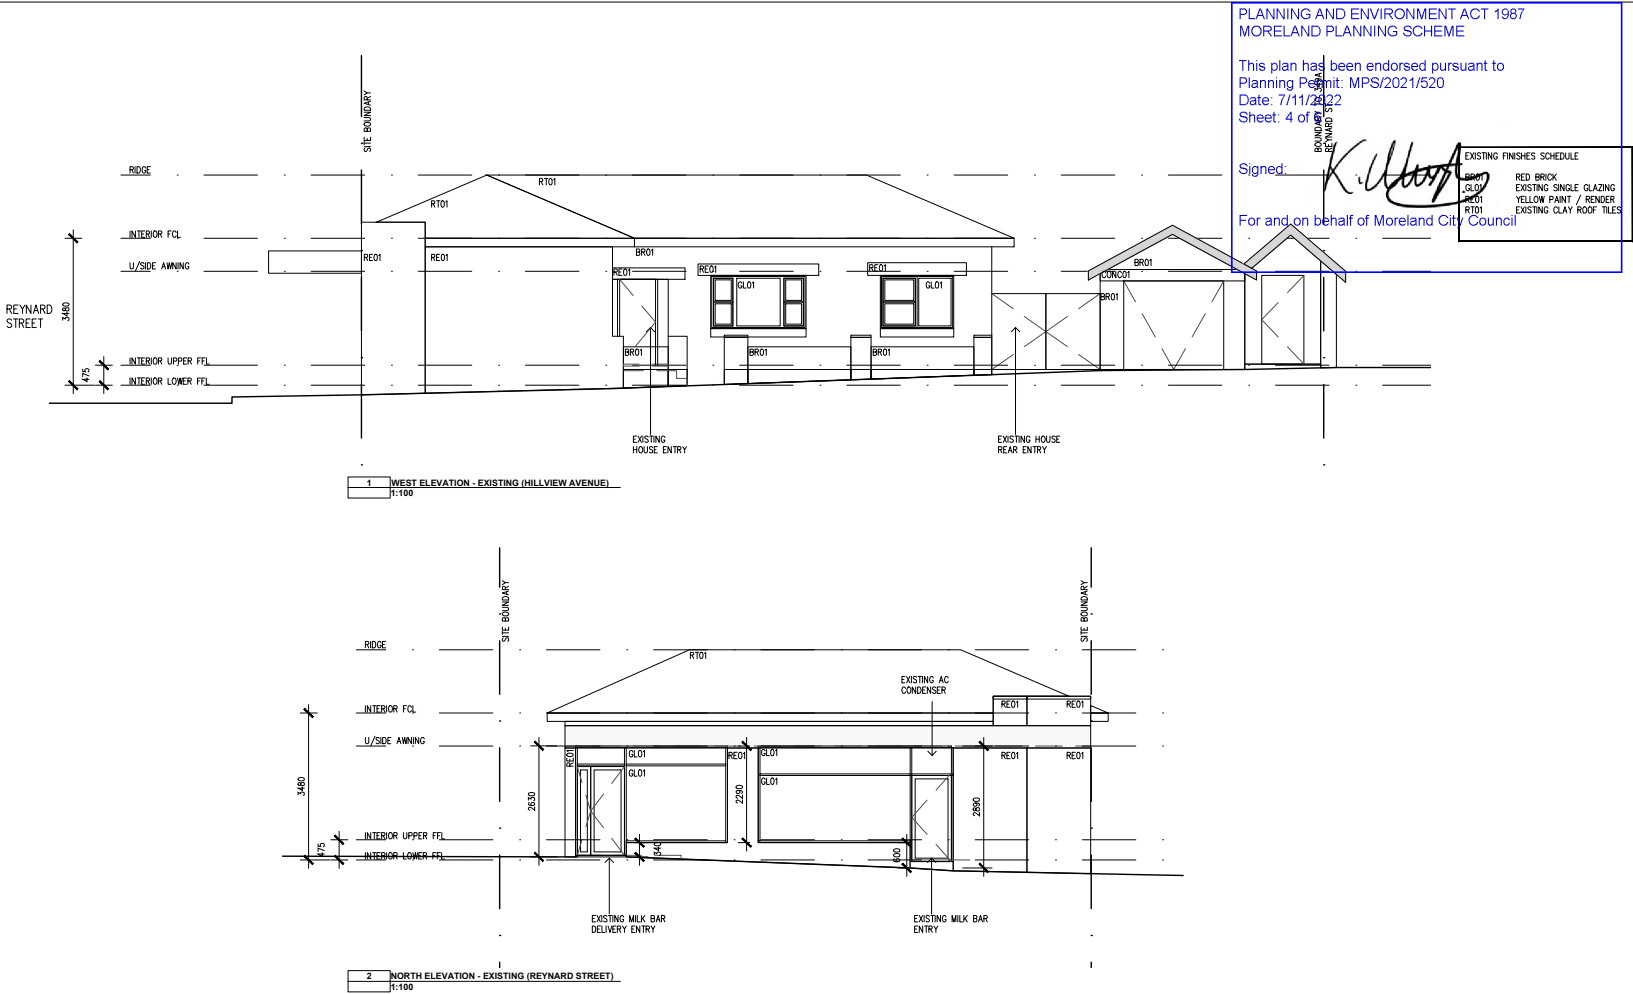 PLANNING AND ENVIRONMENT ACT 1987
MORELAND PLANNING SCHEME
This plan has been endorsed pursuant to
Planning Permit: MPS/2021/520
Date: 7/11/2022
Sheet: 4 of
Signed:
For and on behalf of Moreland City Council
EXISTING FINISHES SCHEDULE
BR01 RED BRICK
GL01 EXISTING SINGLE GLAZING
RE01 YELLOW PAINT / RENDER
RT01 EXISTING CLAY ROOF TILES
SITE BOUNDARY
BOUNDARY TO 349A
REYNARD ST
RIDGE
RT01
RT01
INTERIOR FCL
U/SIDE AWNING
RE01
RE01
BR01
RE01
RE01
RE01
GL01
GL01
BR01
CONC01
BR01
REYNARD
STREET
3480
BR01
BR01
BR01
INTERIOR UPPER FFL
475
INTERIOR LOWER FFL
EXISTING
HOUSE ENTRY
EXISTING HOUSE
REAR ENTRY
1 WEST ELEVATION - EXISTING (HILLVIEW AVENUE)
1:100
SITE BOUNDARY
SITE BOUNDARY
RIDGE
RT01
EXISTING AC
CONDENSER
INTERIOR FCL
RE01
RE01
U/SIDE AWNING
RE01
GL01
RE01
GL01
RE01
RE01
GL01
GL01
3480
2630
2290
2890
INTERIOR UPPER FFL
475
INTERIOR LOWER FFL
340
600
EXISTING MILK BAR
DELIVERY ENTRY
EXISTING MILK BAR
ENTRY
2 NORTH ELEVATION - EXISTING (REYNARD STREET)
1:100